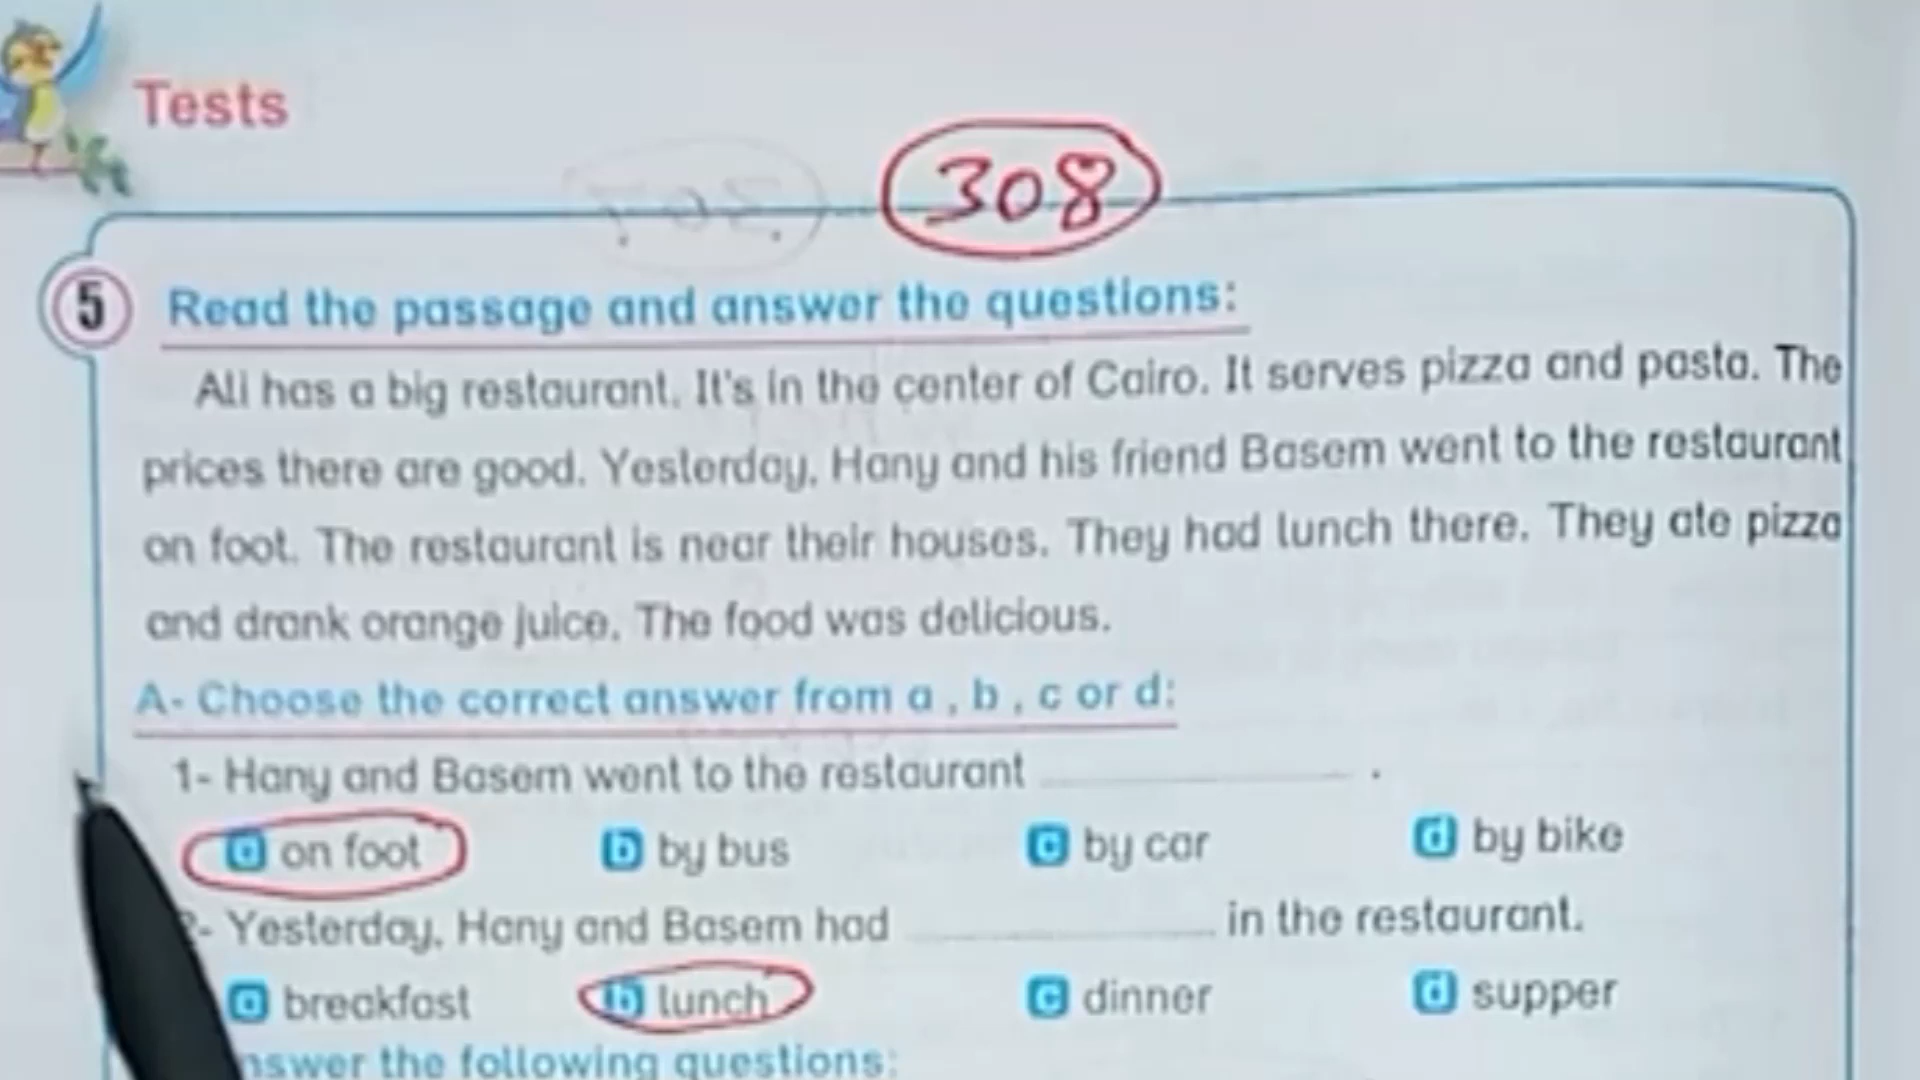 Tests
308
5 Read the passage and answer the questions:
Ali has a big restaurant. It's in the center of Cairo. It serves pizza and pasta. The
prices there are good. Yesterday, Hany and his friend Basem went to the restaurant
on foot. The restaurant is near their houses. They had lunch there. They ate pizza
and drank orange juice. The food was delicious.
A- Choose the correct answer from a , b , c or d:
1- Hany and Basem went to the restaurant .
a on foot b by bus c by car d by bike
2- Yesterday, Hany and Basem had in the restaurant.
a breakfast b lunch c dinner d supper
nswer the following questions: